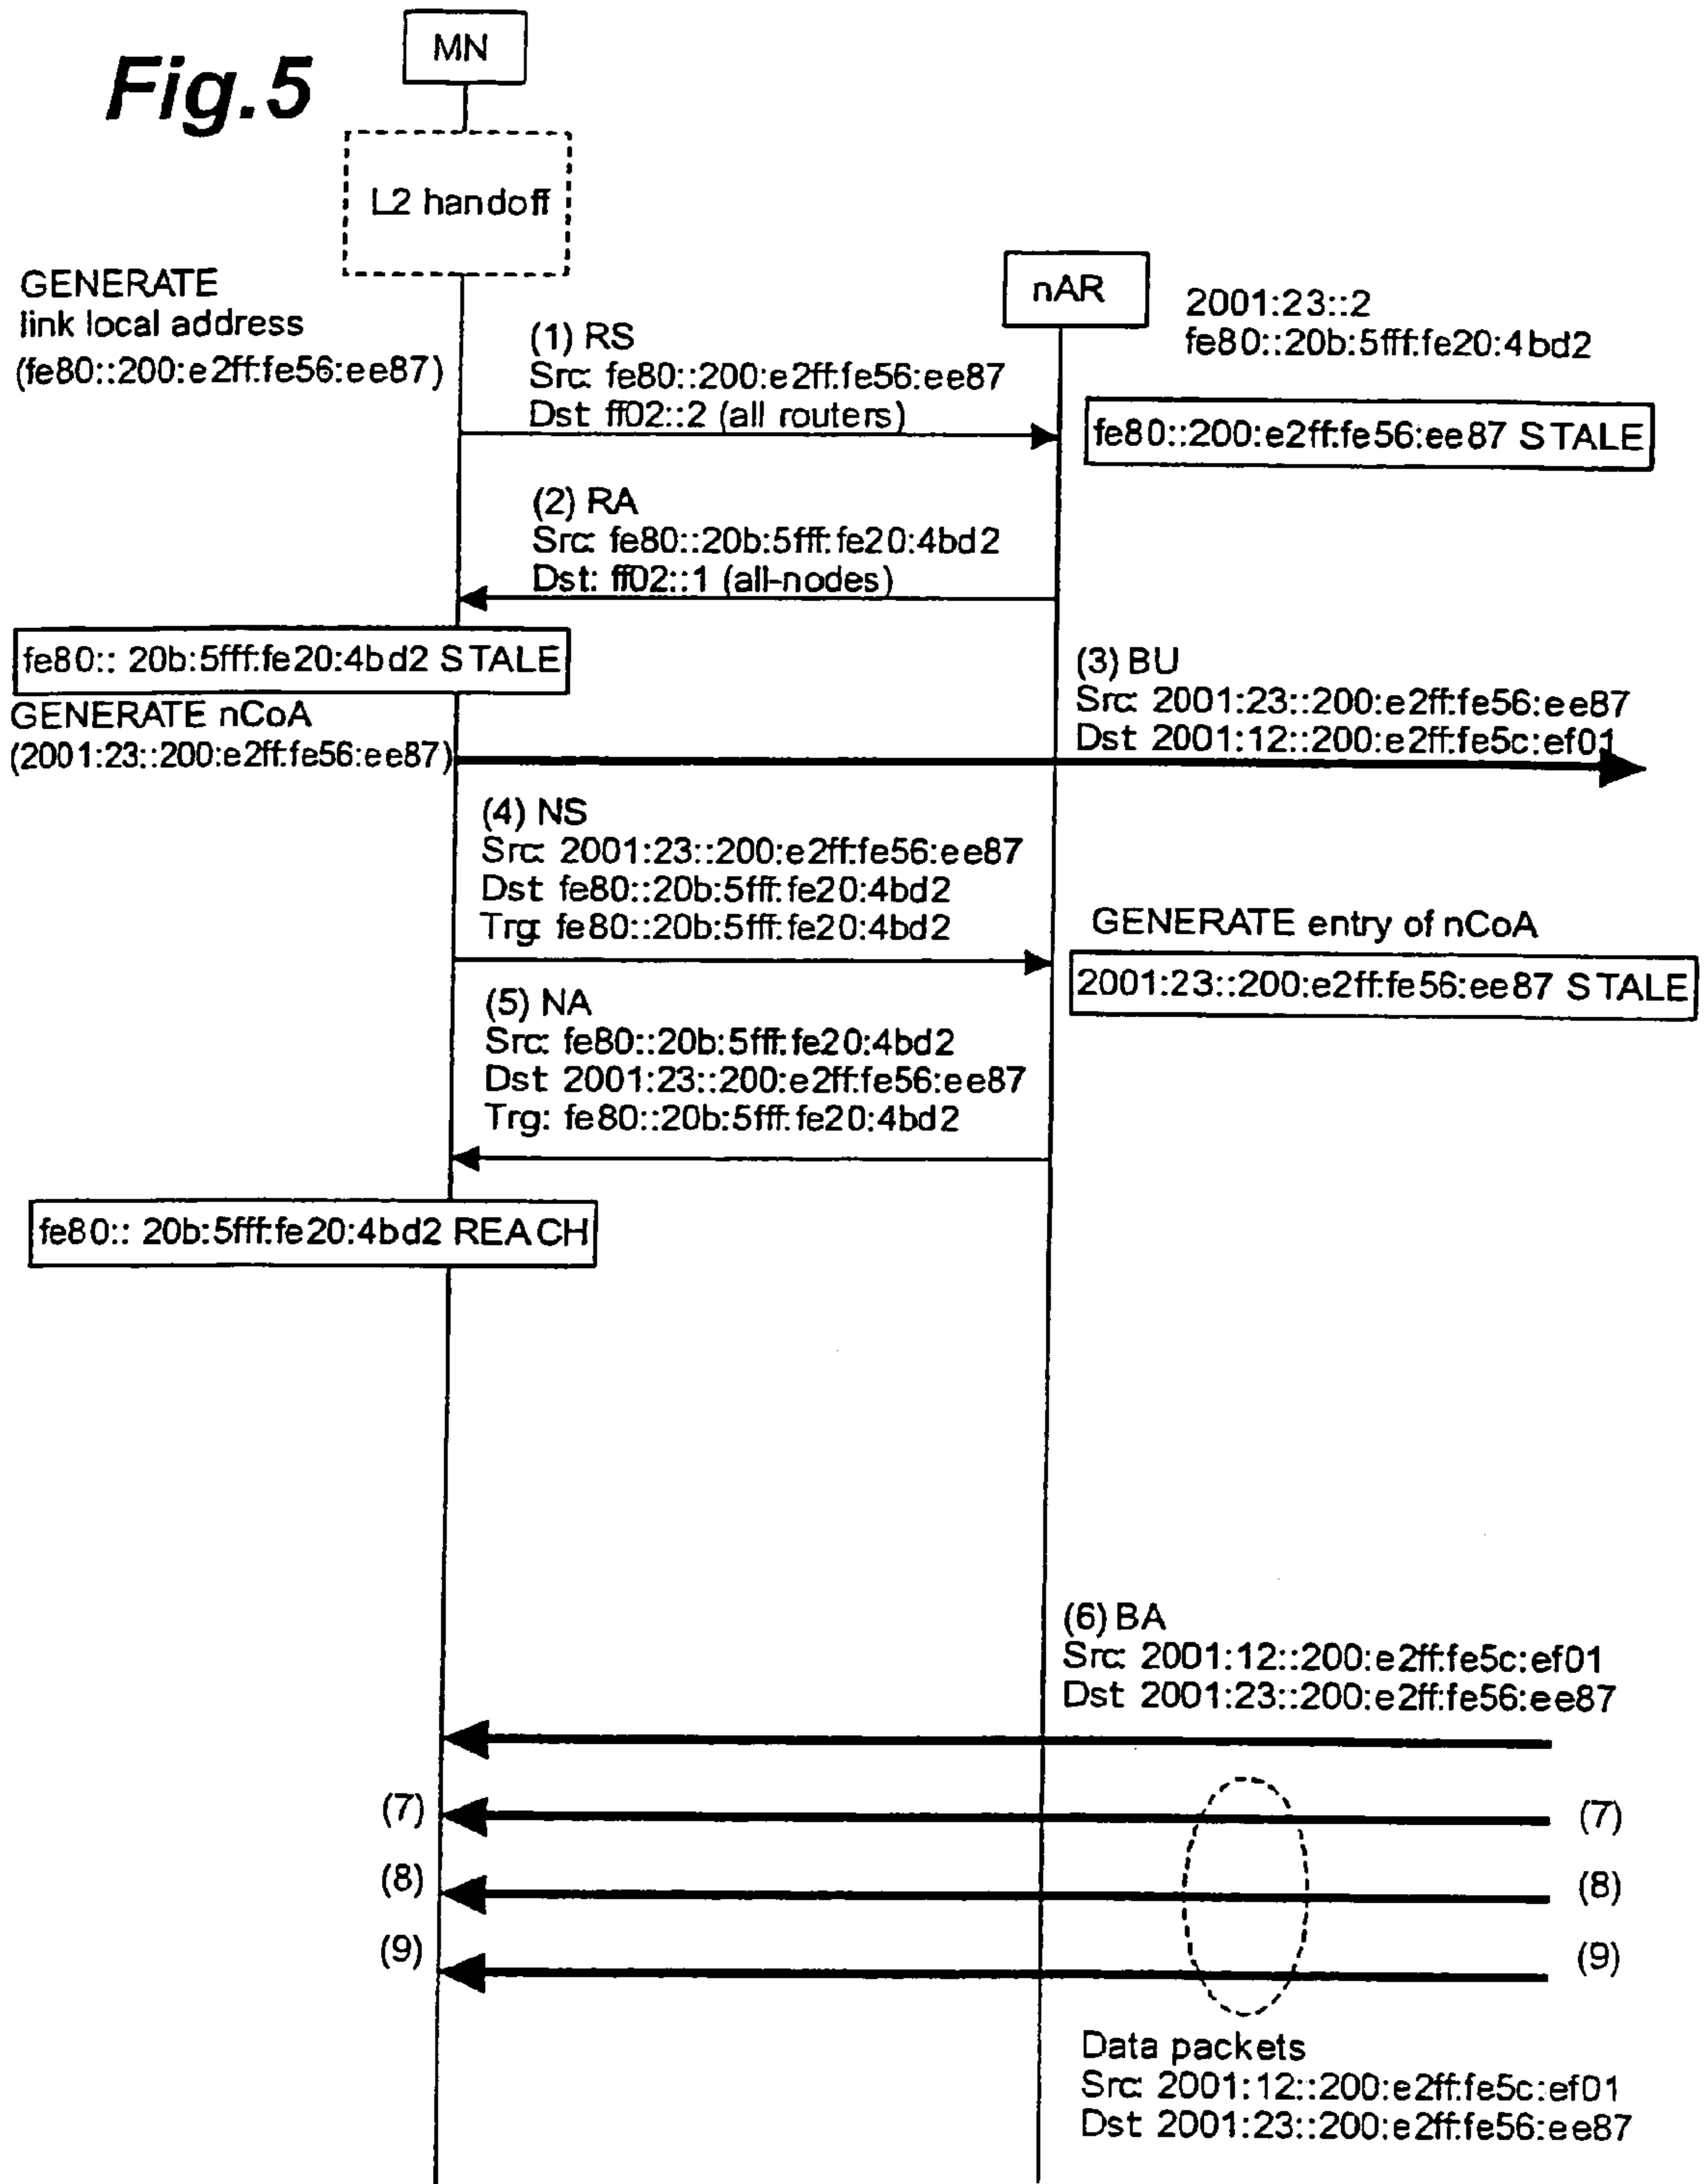 Fig.5
MN
L2 handoff
GENERATE
link local address
(fe80::200:e2ff:fe56:ee87)
nAR
2001:23::2
fe80::20b:5fff:fe20:4bd2
(1) RS
Src: fe80::200:e2ff:fe56:ee87
Dst: ff02::2 (all routers)
fe80::200:e2ff:fe56:ee87 STALE
(2) RA
Src: fe80::20b:5fff:fe20:4bd2
Dst: ff02::1 (all-nodes)
fe80:: 20b:5fff:fe20:4bd2 STALE
GENERATE nCoA
(2001:23::200:e2ff:fe56:ee87)
(3) BU
Src: 2001:23::200:e2ff:fe56:ee87
Dst: 2001:12::200:e2ff:fe5c:ef01
(4) NS
Src: 2001:23::200:e2ff:fe56:ee87
Dst: fe80::20b:5fff:fe20:4bd2
Trg: fe80::20b:5fff:fe20:4bd2
GENERATE entry of nCoA
2001:23::200:e2ff:fe56:ee87 STALE
(5) NA
Src: fe80::20b:5fff:fe20:4bd2
Dst: 2001:23::200:e2ff:fe56:ee87
Trg: fe80::20b:5fff:fe20:4bd2
fe80:: 20b:5fff:fe20:4bd2 REACH
(6) BA
Src: 2001:12::200:e2ff:fe5c:ef01
Dst: 2001:23::200:e2ff:fe56:ee87
(7) (7)
(8) (8)
(9) (9)
Data packets
Src: 2001:12::200:e2ff:fe5c:ef01
Dst: 2001:23::200:e2ff:fe56:ee87